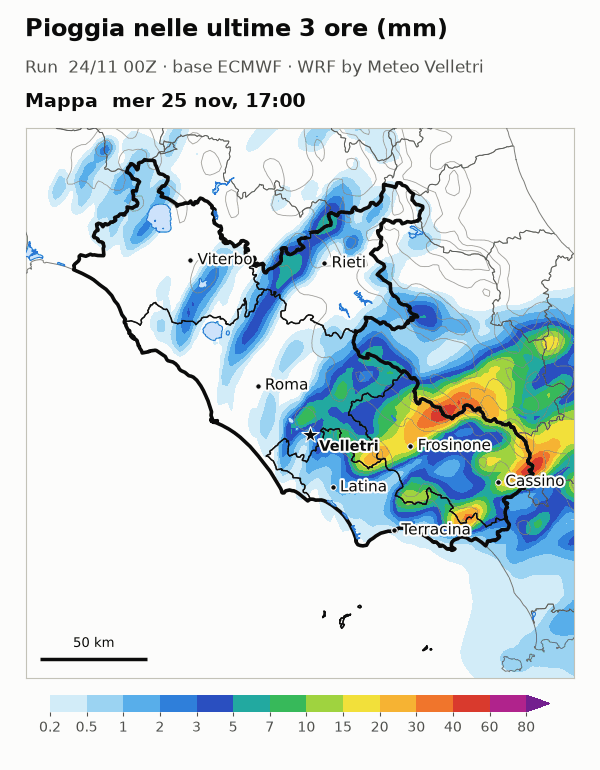 Pioggia nelle ultime 3 ore (mm)
Run  24/11 00Z · base ECMWF · WRF by Meteo Velletri
Mappa  mer 25 nov, 17:00
Viterbo
Rieti
Roma
Velletri
Frosinone
Cassino
Latina
Terracina
50 km
0.2 0.5 1 2 3 5 7 10 15 20 30 40 60 80